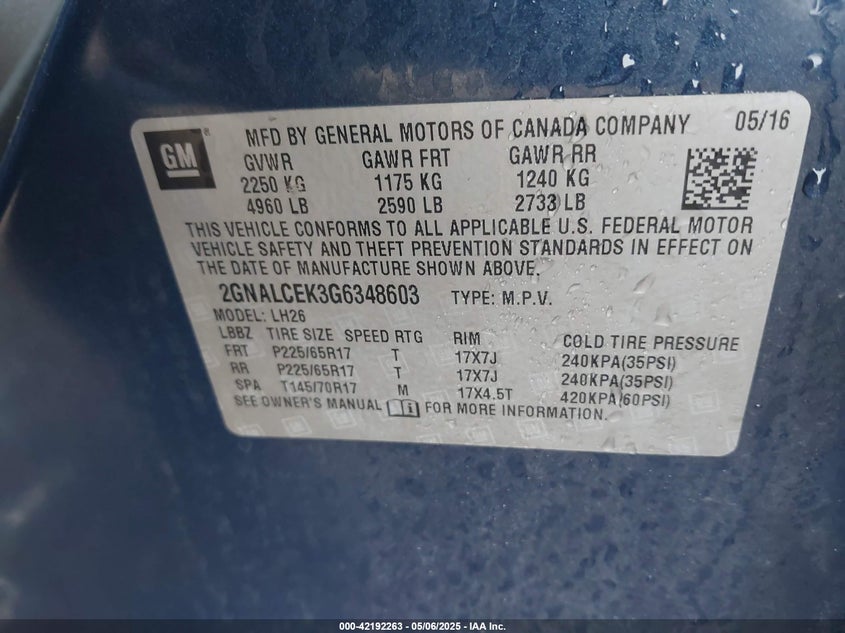 GM
MFD BY GENERAL MOTORS OF CANADA COMPANY 05/16
GVWR GAWR FRT GAWR RR
2250 KG 1175 KG 1240 KG
4960 LB 2590 LB 2733 LB
THIS VEHICLE CONFORMS TO ALL APPLICABLE U.S. FEDERAL MOTOR
VEHICLE SAFETY AND THEFT PREVENTION STANDARDS IN EFFECT ON
THE DATE OF MANUFACTURE SHOWN ABOVE.
2GNALCEK3G6348603 TYPE: M.P.V.
MODEL: LH26
LBBZ TIRE SIZE SPEED RTG RIM COLD TIRE PRESSURE
FRT P225/65R17 T 17X7J 240KPA(35PSI)
RR P225/65R17 T 17X7J 240KPA(35PSI)
SPA T145/70R17 M 17X4.5T 420KPA(60PSI)
SEE OWNER'S MANUAL FOR MORE INFORMATION.
000-42192263 - 05/06/2025 - IAA Inc.